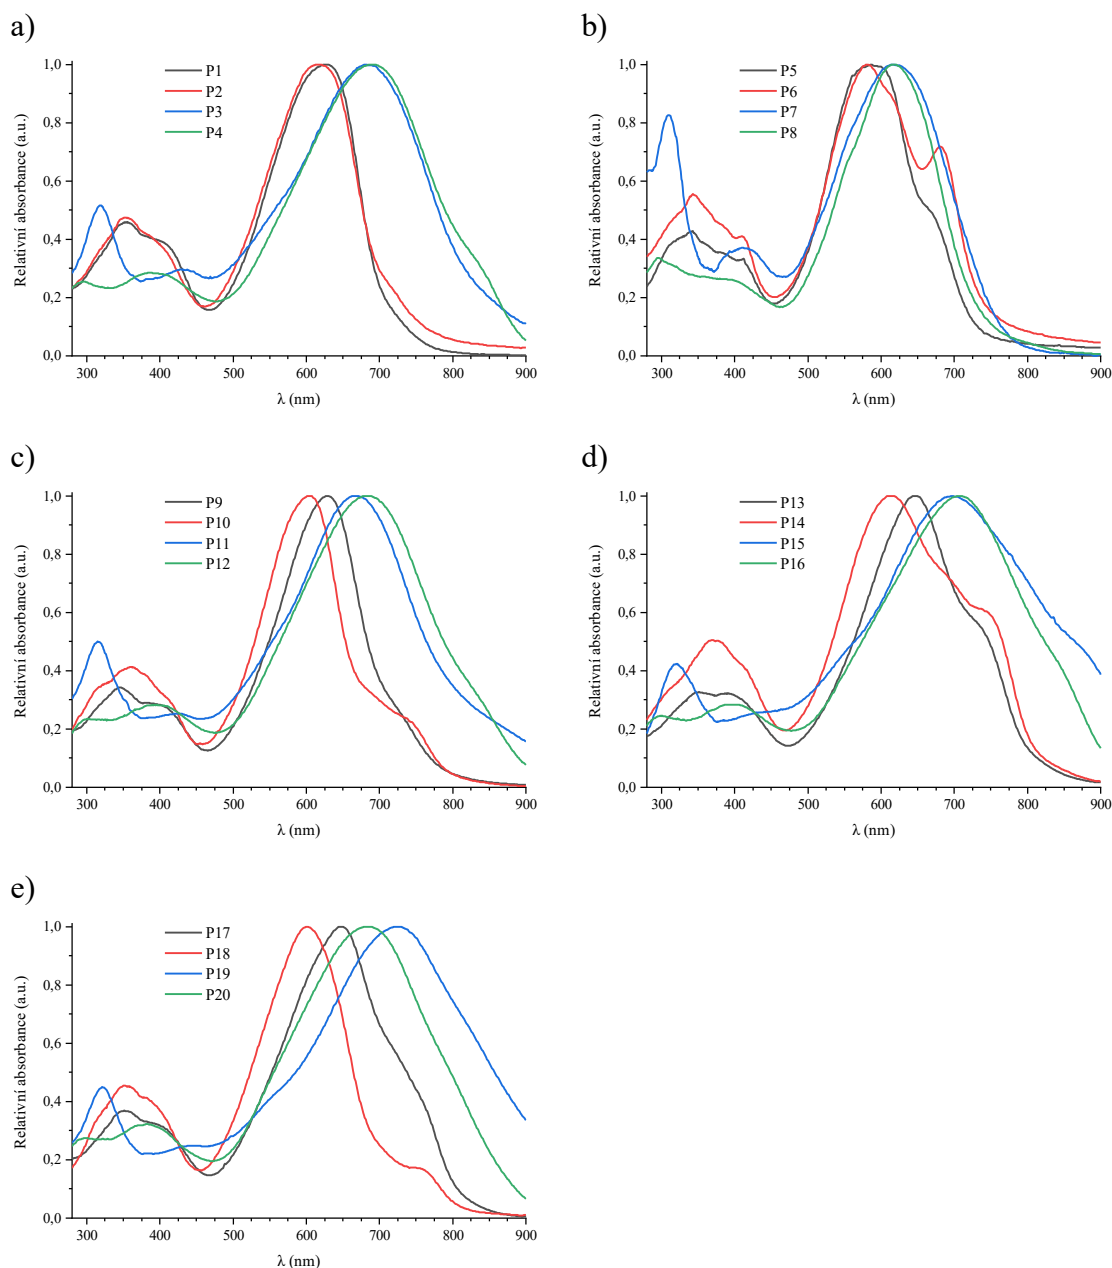 a)
P1
P2
P3
P4
Relativní absorbance (a.u.)
1,0
0,8
0,6
0,4
0,2
0,0
300 400 500 600 700 800 900
λ (nm)
b)
P5
P6
P7
P8
Relativní absorbance (a.u.)
1,0
0,8
0,6
0,4
0,2
0,0
300 400 500 600 700 800 900
λ (nm)
c)
P9
P10
P11
P12
Relativní absorbance (a.u.)
1,0
0,8
0,6
0,4
0,2
0,0
300 400 500 600 700 800 900
λ (nm)
d)
P13
P14
P15
P16
Relativní absorbance (a.u.)
1,0
0,8
0,6
0,4
0,2
0,0
300 400 500 600 700 800 900
λ (nm)
e)
P17
P18
P19
P20
Relativní absorbance (a.u.)
1,0
0,8
0,6
0,4
0,2
0,0
300 400 500 600 700 800 900
λ (nm)